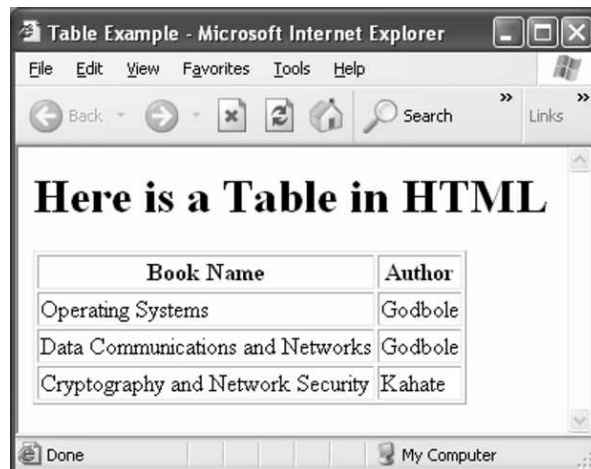 Table Example - Microsoft Internet Explorer
File Edit View Favorites Tools Help
Back Search » Links »
Here is a Table in HTML
Book Name Author
Operating Systems Godbole
Data Communications and Networks Godbole
Cryptography and Network Security Kahate
Done My Computer